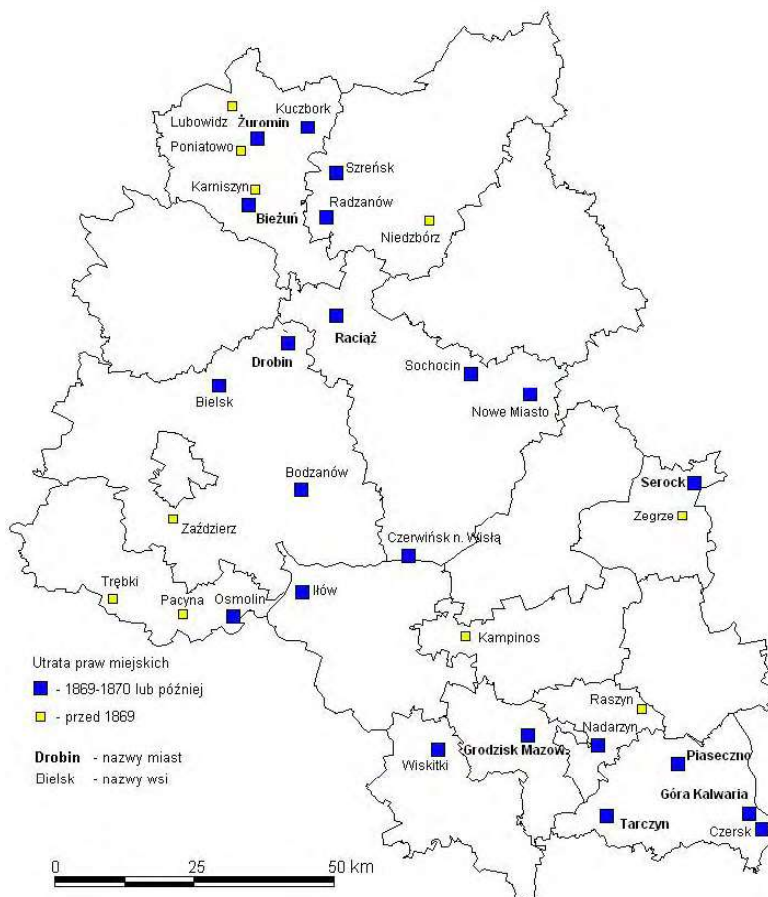 Kuczbork
Lubowidz
Żuromin
Poniatowo
Szreńsk
Karniszyn
Radzanów
Bieżuń
Niedzbórz
Raciąż
Drobin
Sochocin
Bielsk
Nowe Miasto
Bodzanów
Serock
Zegrze
Zaździerz
Czerwińsk n. Wisłą
Trębki
Pacyna
Osmolin
Iłów
Kampinos
Utrata praw miejskich
- 1869-1870 lub później
- przed 1869
Raszyn
Nadarzyn
Drobin - nazwy miast
Bielsk - nazwy wsi
Wiskitki
Grodzisk Mazow.
Piaseczno
Góra Kalwaria
Tarczyn
Czersk
0 25 50 km